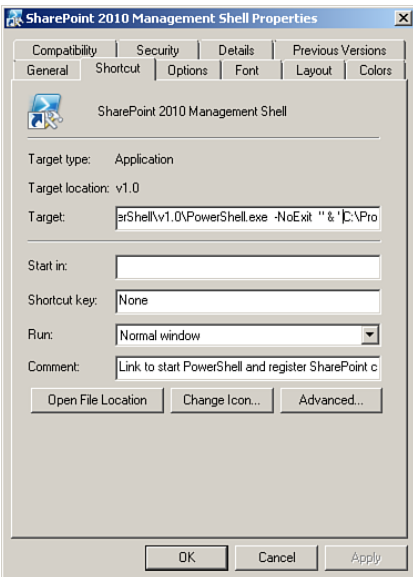 SharePoint 2010 Management Shell Properties
Compatibility Security Details Previous Versions
General Shortcut Options Font Layout Colors
SharePoint 2010 Management Shell
Target type: Application
Target location: v1.0
Target: erShell\v1.0\PowerShell.exe -NoExit " & 'C:\Pro
Start in:
Shortcut key: None
Run: Normal window
Comment: Link to start PowerShell and register SharePoint c
Open File Location Change Icon... Advanced...
OK Cancel Apply